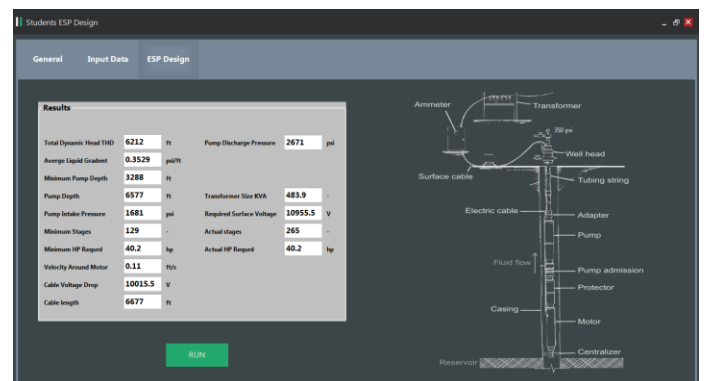 Students ESP Design
General Input Data ESP Design
Results
Total Dynamic Head THD 6212 ft Pump Discharge Pressure 2671 psi
Averge Liquid Gradent 0.3529 psi/ft
Minimum Pump Depth 3288 ft
Pump Depth 6577 ft Transformer Size KVA 483.9 -
Pump Intake Pressure 1681 psi Required Surface Voltage 10955.5 V
Minimum Stages 129 - Actual stages 265 -
Minimum HP Requrd 40.2 hp Actual HP Requrd 40.2 hp
Velocity Around Motor 0.11 ft/s
Cable Voltage Drop 10015.5 V
Cable length 6677 ft
RUN
Ammeter
Transformer
350 psi
Well head
Surface cable
Tubing string
Electric cable
Adapter
Pump
Fluid flow
Pump admission
Protector
Casing
Motor
Centralizer
Reservoir